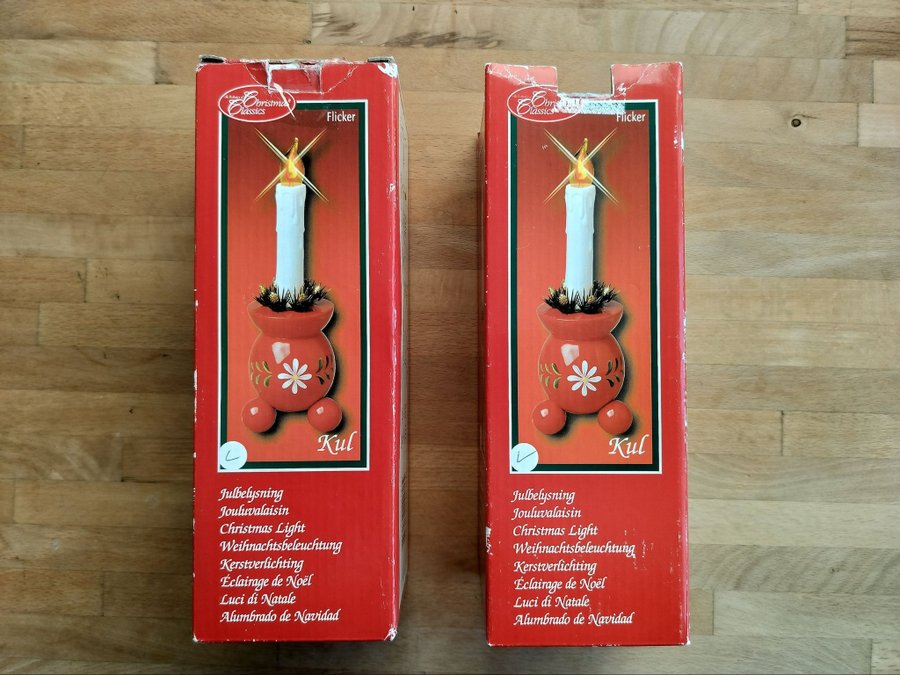 Christmas
Classics
Flicker
Kul
Julbelysning
Jouluvalaisin
Christmas Light
Weihnachtsbeleuchtung
Kerstverlichting
Éclairage de Noël
Luci di Natale
Alumbrado de Navidad
Classics
Flicker
Kul
Julbelysning
Jouluvalaisin
Christmas Light
Weihnachtsbeleuchtung
Kerstverlichting
Éclairage de Noël
Luci di Natale
Alumbrado de Navidad